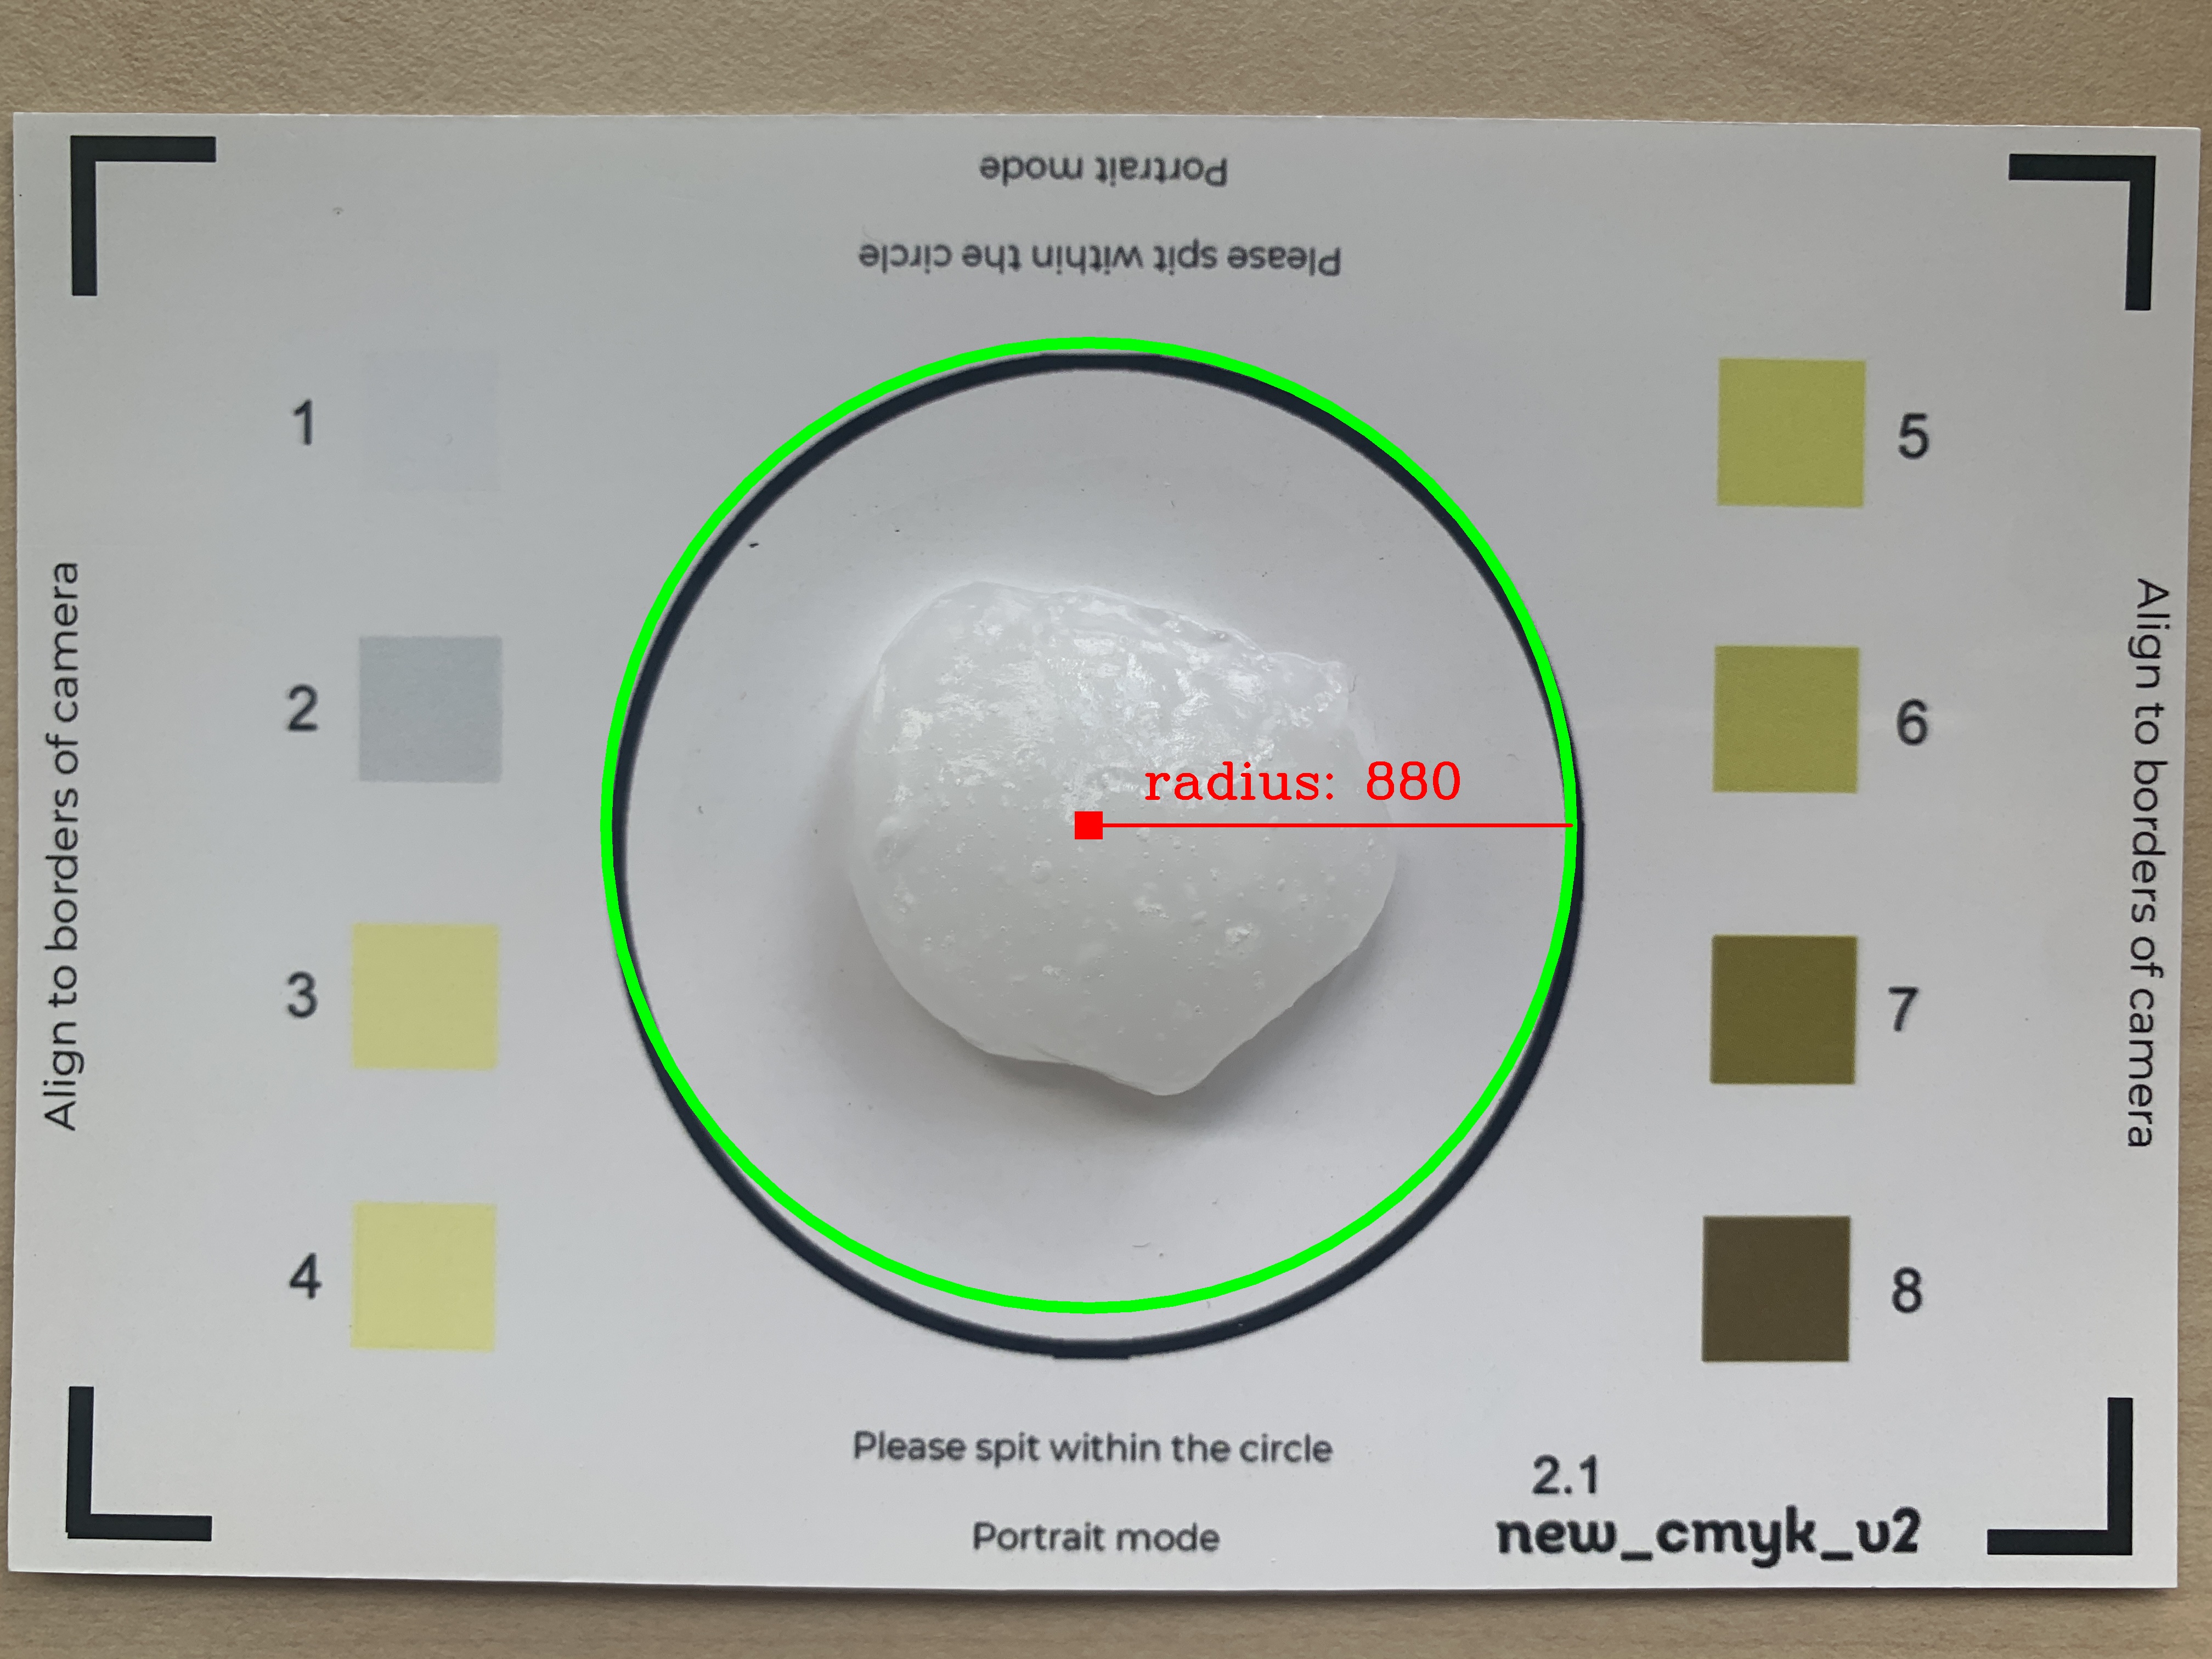 Portrait mode
Please spit within the circle
1
2
3
4
Align to borders of camera
radius: 880
5
6
7
8
Align to borders of camera
Please spit within the circle
Portrait mode
2.1
new_cmyk_v2